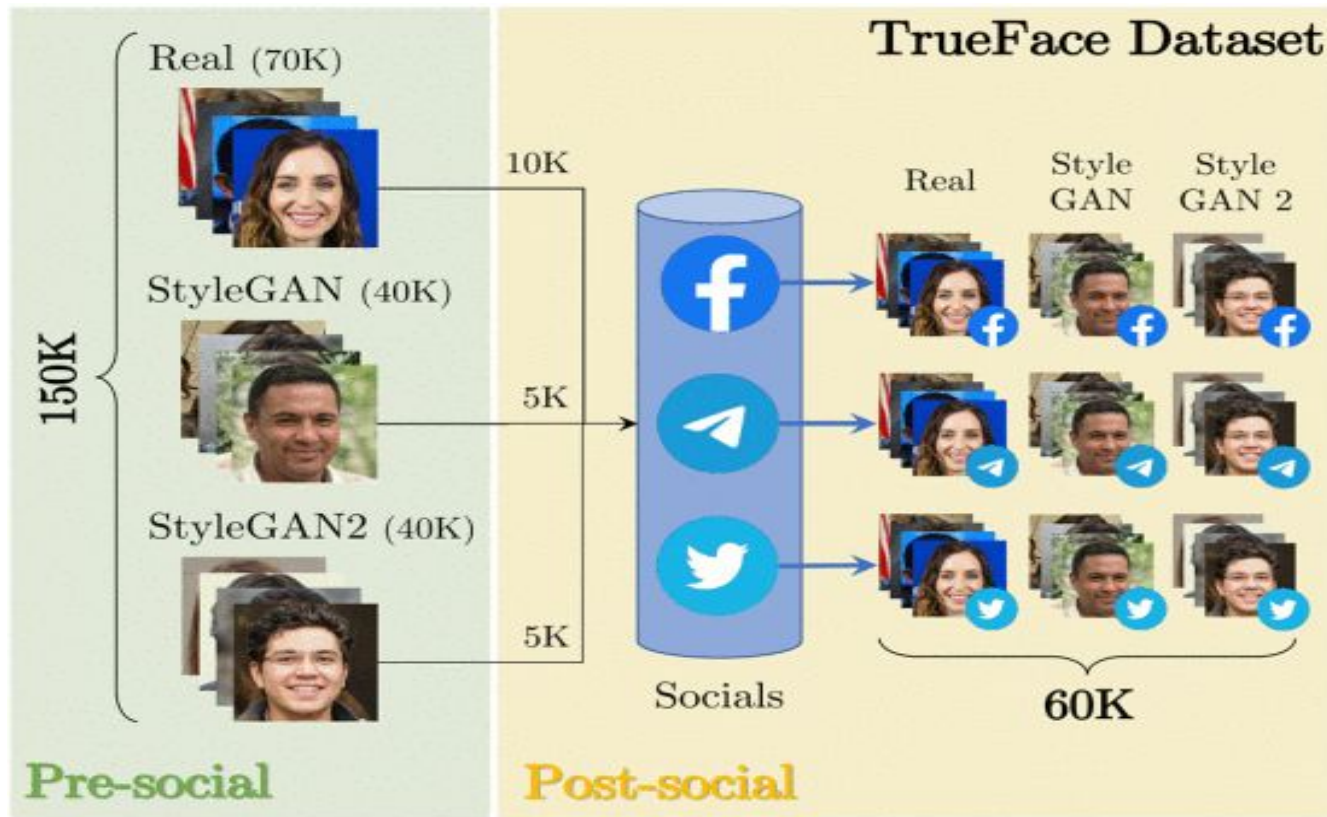 TrueFace Dataset
Real (70K)
StyleGAN (40K)
StyleGAN2 (40K)
150K
Pre-social
10K
5K
5K
Socials
Real
Style
GAN
Style
GAN 2
60K
Post-social